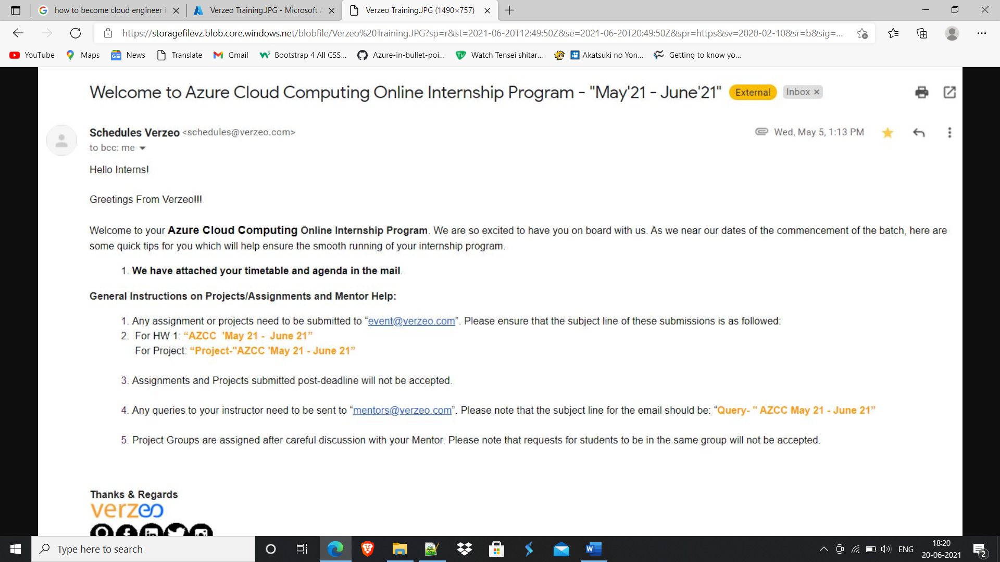 how to become cloud engineer i
Verzeo Training.JPG - Microsoft A
Verzeo Training.JPG (1490×757)
https://storagefilevz.blob.core.windows.net/blobfile/Verzeo%20Training.JPG?sp=r&st=2021-06-20T12:49:50Z&se=2021-06-20T20:49:50Z&spr=https&sv=2020-02-10&sr=b&sig=...
YouTube Maps News Translate Gmail Bootstrap 4 All CSS... Azure-in-bullet-poi... Watch Tensei shitar... Akatsuki no Yon... Getting to know yo...
Welcome to Azure Cloud Computing Online Internship Program - "May'21 - June'21" External Inbox ×
Schedules Verzeo <schedules@verzeo.com> Wed, May 5, 1:13 PM
to bcc: me
Hello Interns!
Greetings From Verzeo!!!
Welcome to your Azure Cloud Computing Online Internship Program. We are so excited to have you on board with us. As we near our dates of the commencement of the batch, here are
some quick tips for you which will help ensure the smooth running of your internship program.
1. We have attached your timetable and agenda in the mail.
General Instructions on Projects/Assignments and Mentor Help:
1. Any assignment or projects need to be submitted to “event@verzeo.com”. Please ensure that the subject line of these submissions is as followed:
2. For HW 1: “AZCC 'May 21 - June 21”
For Project: “Project-"AZCC 'May 21 - June 21”
3. Assignments and Projects submitted post-deadline will not be accepted.
4. Any queries to your instructor need to be sent to “mentors@verzeo.com”. Please note that the subject line for the email should be: “Query- " AZCC May 21 - June 21”
5. Project Groups are assigned after careful discussion with your Mentor. Please note that requests for students to be in the same group will not be accepted.
Thanks & Regards
verzeo
Type here to search
ENG
18:20
20-06-2021
2